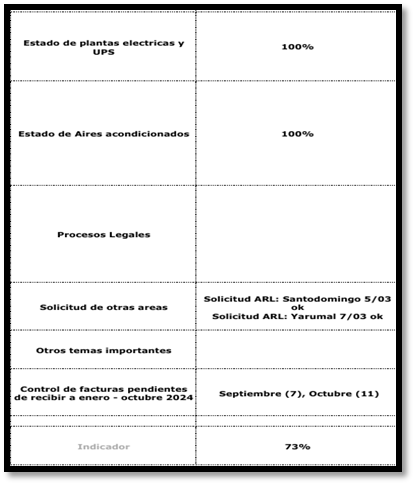 Estado de plantas electricas y
UPS
100%
Estado de Aires acondicionados
100%
Procesos Legales
Solicitud de otras areas
Solicitud ARL: Santodomingo 5/03
ok
Solicitud ARL: Yarumal 7/03 ok
Otros temas importantes
Control de facturas pendientes
de recibir a enero - octubre 2024
Septiembre (7), Octubre (11)
Indicador
73%